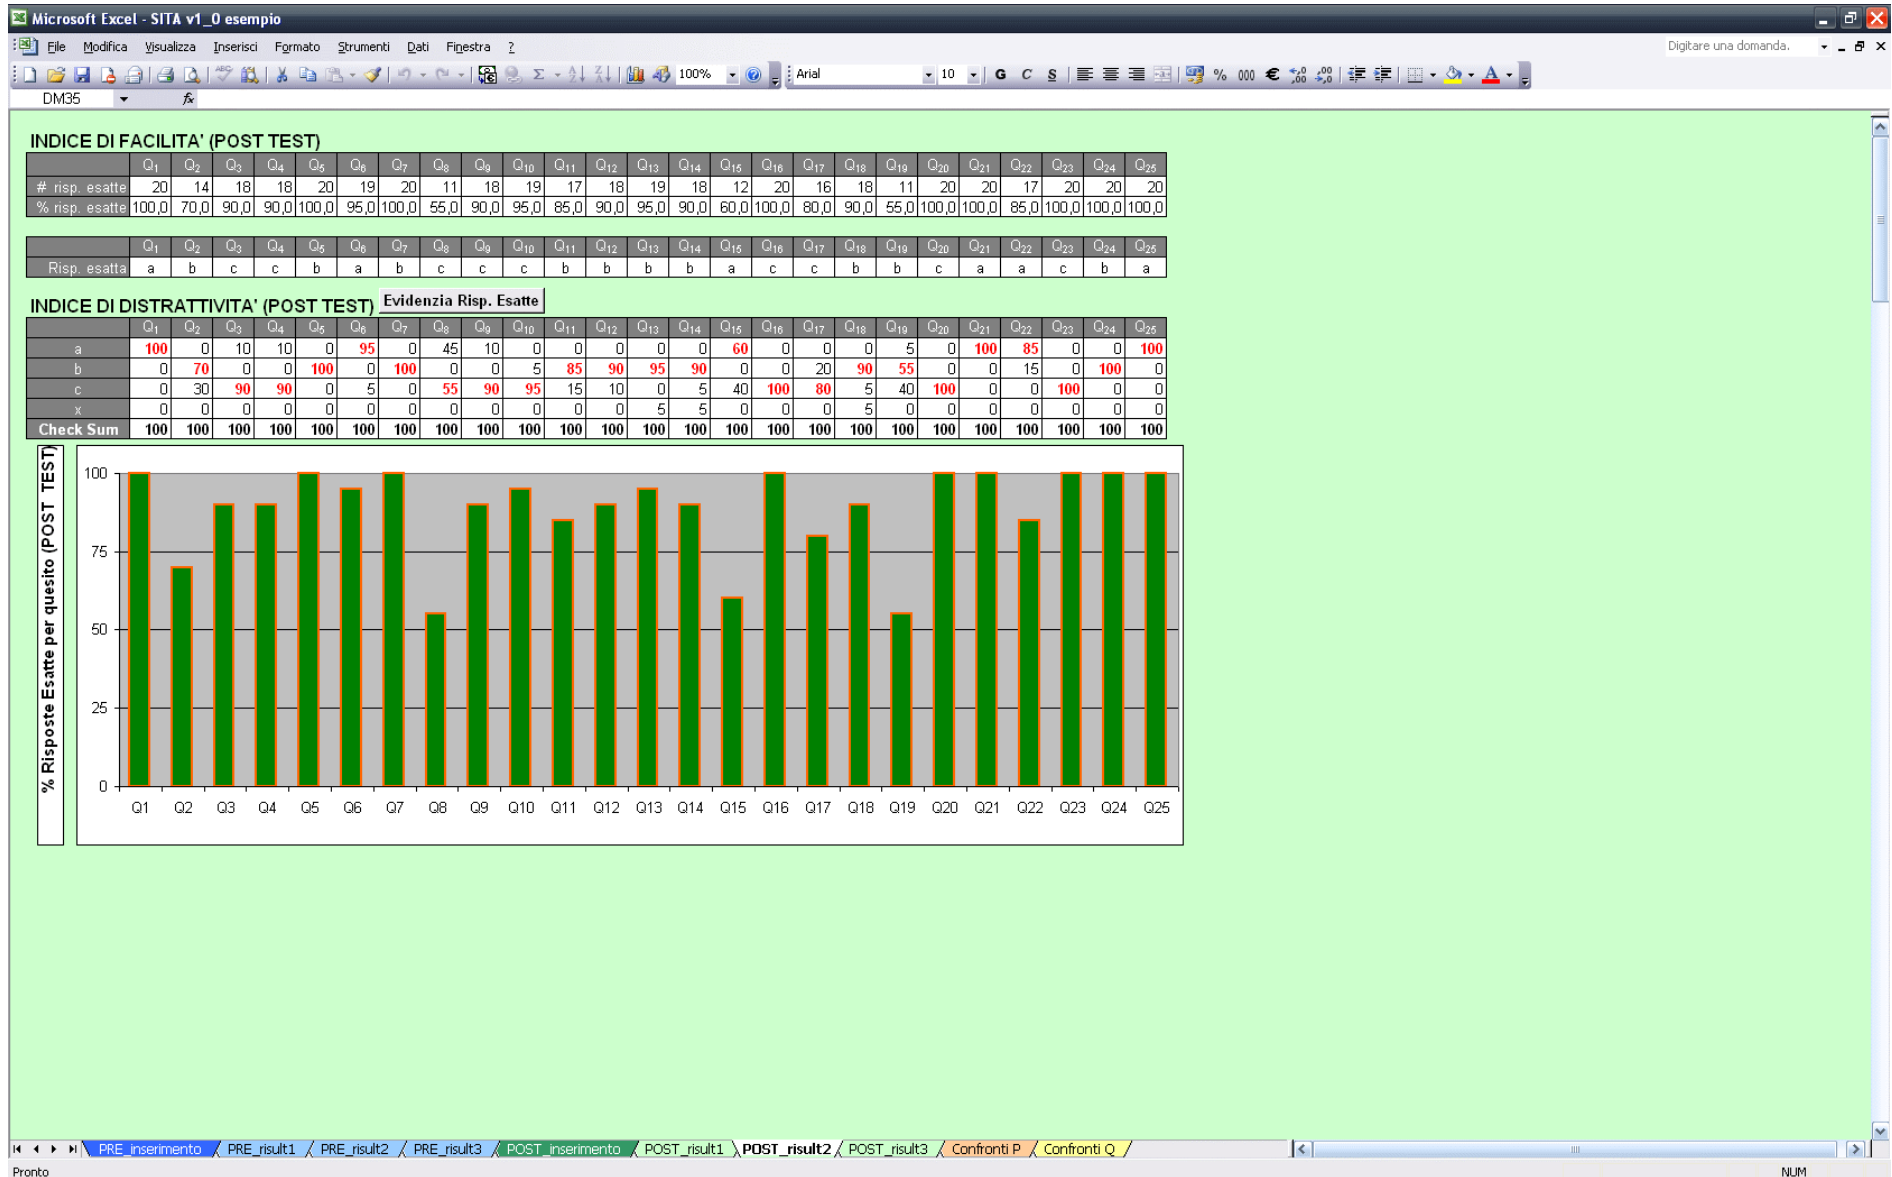 Microsoft Excel - SITA v1_0 esempio
File Modifica Visualizza Inserisci Formato Strumenti Dati Finestra ? Digitare una domanda.
100% Arial 10 G C S % 000 €
DM35 fx
INDICE DI FACILITA' (POST TEST)
Q1 Q2 Q3 Q4 Q5 Q6 Q7 Q8 Q9 Q10 Q11 Q12 Q13 Q14 Q15 Q16 Q17 Q18 Q19 Q20 Q21 Q22 Q23 Q24 Q25
# risp. esatte 20 14 18 18 20 19 20 11 18 19 17 18 19 18 12 20 16 18 11 20 20 17 20 20 20
% risp. esatte 100,0 70,0 90,0 90,0 100,0 95,0 100,0 55,0 90,0 95,0 85,0 90,0 95,0 90,0 60,0 100,0 80,0 90,0 55,0 100,0 100,0 85,0 100,0 100,0 100,0
Q1 Q2 Q3 Q4 Q5 Q6 Q7 Q8 Q9 Q10 Q11 Q12 Q13 Q14 Q15 Q16 Q17 Q18 Q19 Q20 Q21 Q22 Q23 Q24 Q25
Risp. esatta a b c c b a b c c c b b b b a c c b b c a a c b a
INDICE DI DISTRATTIVITA' (POST TEST) Evidenzia Risp. Esatte
Q1 Q2 Q3 Q4 Q5 Q6 Q7 Q8 Q9 Q10 Q11 Q12 Q13 Q14 Q15 Q16 Q17 Q18 Q19 Q20 Q21 Q22 Q23 Q24 Q25
a 100 0 10 10 0 95 0 45 10 0 0 0 0 0 60 0 0 0 5 0 100 85 0 0 100
b 0 70 0 0 100 0 100 0 0 5 85 90 95 90 0 0 20 90 55 0 0 15 0 100 0
c 0 30 90 90 0 5 0 55 90 95 15 10 0 5 40 100 80 5 40 100 0 0 100 0 0
x 0 0 0 0 0 0 0 0 0 0 0 0 5 5 0 0 0 5 0 0 0 0 0 0 0
Check Sum 100 100 100 100 100 100 100 100 100 100 100 100 100 100 100 100 100 100 100 100 100 100 100 100 100
% Risposte Esatte per quesito (POST TEST)
100
75
50
25
0
Q1 Q2 Q3 Q4 Q5 Q6 Q7 Q8 Q9 Q10 Q11 Q12 Q13 Q14 Q15 Q16 Q17 Q18 Q19 Q20 Q21 Q22 Q23 Q24 Q25
PRE_inserimento PRE_risult1 PRE_risult2 PRE_risult3 POST_inserimento POST_risult1 POST_risult2 POST_risult3 Confronti P Confronti Q
Pronto NUM